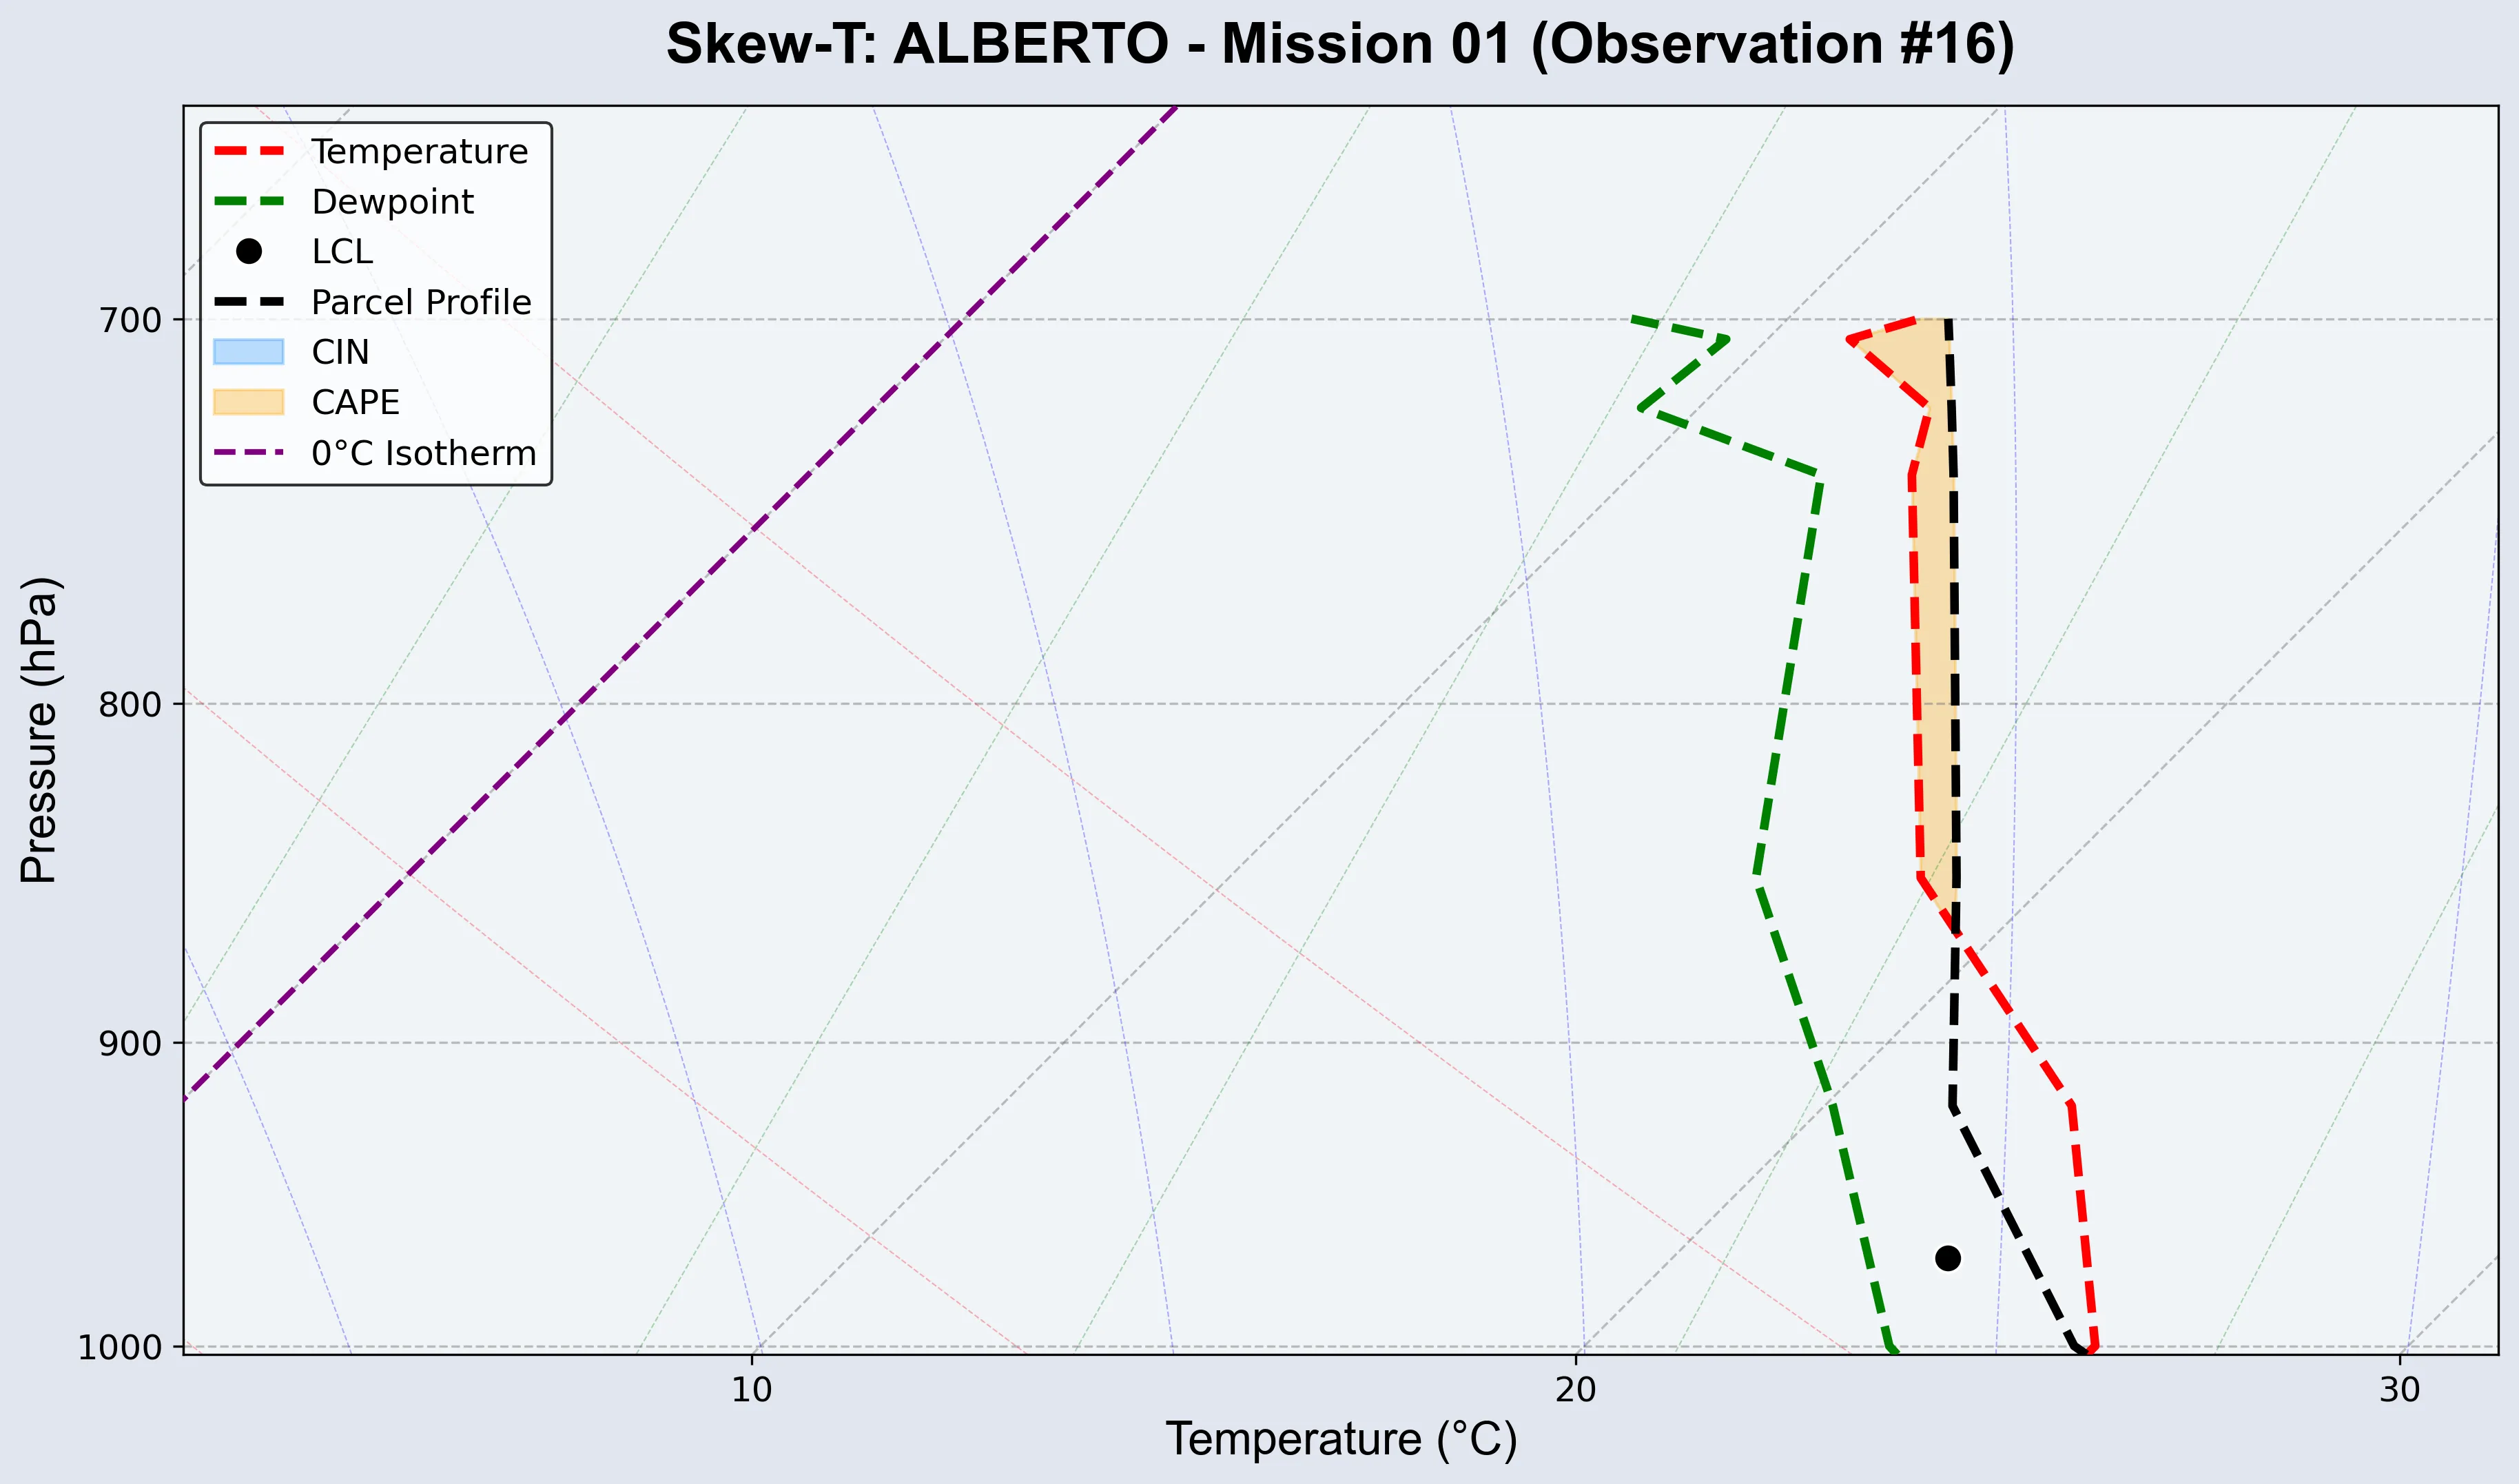 Skew-T: ALBERTO - Mission 01 (Observation #16)
Temperature
Dewpoint
LCL
Parcel Profile
CIN
CAPE
0°C Isotherm
Pressure (hPa)
700
800
900
1000
10 20 30
Temperature (°C)